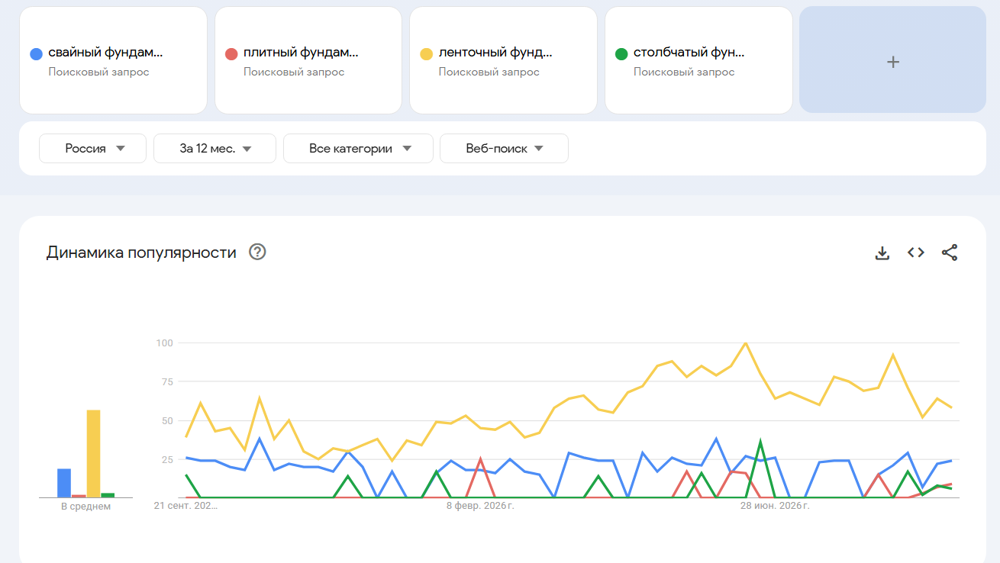 свайный фундам...
Поисковый запрос
плитный фундам...
Поисковый запрос
ленточный фунд...
Поисковый запрос
столбчатый фун...
Поисковый запрос
+
Россия
За 12 мес.
Все категории
Веб-поиск
Динамика популярности
?
100
75
50
25
В среднем
21 сент. 202...
8 февр. 2026 г.
28 июн. 2026 г.